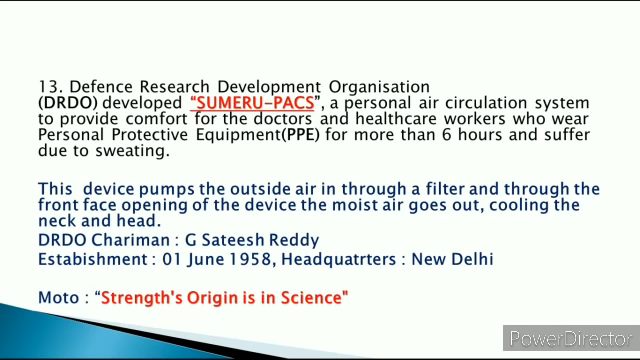 13. Defence Research Development Organisation
(DRDO) developed “SUMERU-PACS”, a personal air circulation system
to provide comfort for the doctors and healthcare workers who wear
Personal Protective Equipment(PPE) for more than 6 hours and suffer
due to sweating.
This device pumps the outside air in through a filter and through the
front face opening of the device the moist air goes out, cooling the
neck and head.
DRDO Chariman : G Sateesh Reddy
Estabishment : 01 June 1958, Headquatrters : New Delhi
Moto : “Strength's Origin is in Science"
PowerDirector